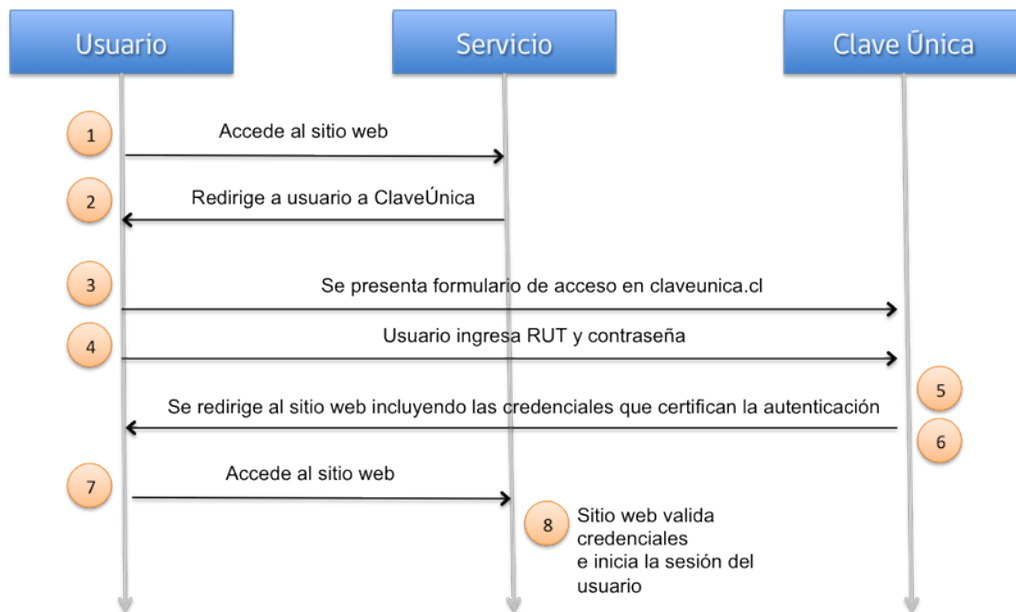 Usuario
Servicio
Clave Única
1
Accede al sitio web
2
Redirige a usuario a ClaveÚnica
3
Se presenta formulario de acceso en claveunica.cl
4
Usuario ingresa RUT y contraseña
5
Se redirige al sitio web incluyendo las credenciales que certifican la autenticación
6
7
Accede al sitio web
8
Sitio web valida
credenciales
e inicia la sesión del
usuario